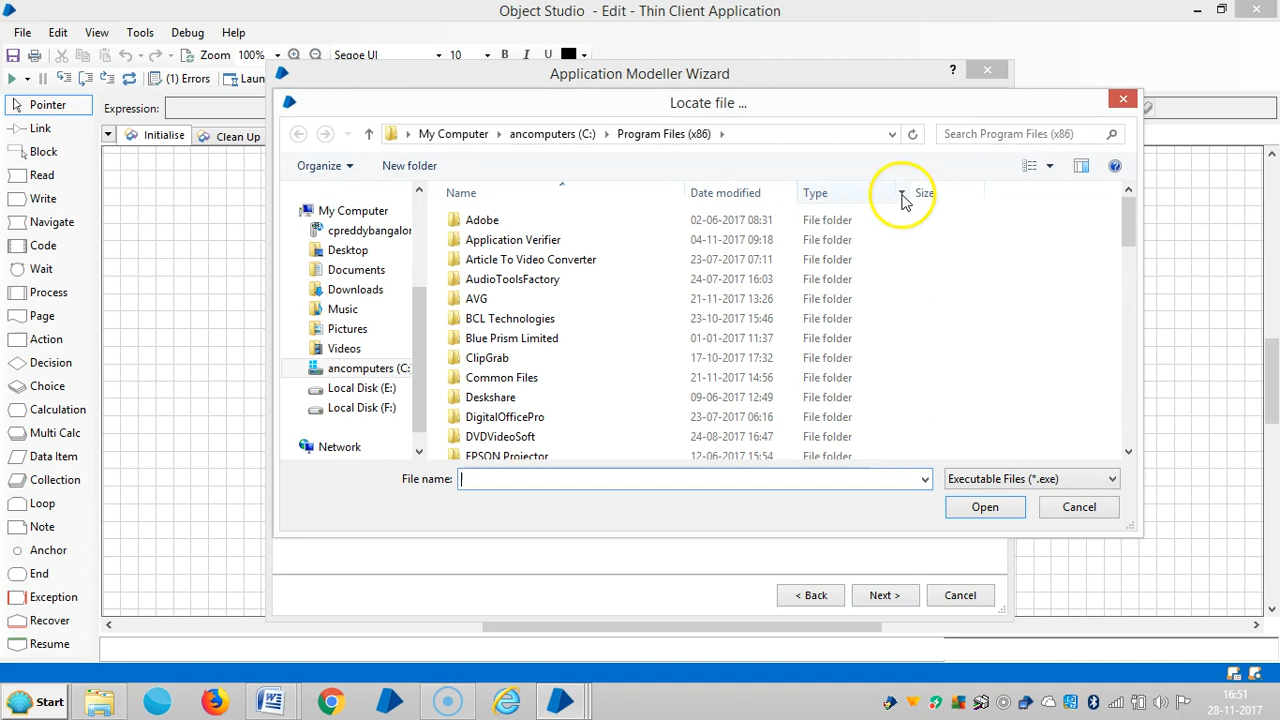 Object Studio - Edit - Thin Client Application
File Edit View Tools Debug Help
Zoom 100% Segoe UI 10 B I U
(1) Errors Laun
Application Modeller Wizard ?
Pointer
Expression:
Locate file ...
Link
Initialise Clean Up
My Computer ancomputers (C:) Program Files (x86) Search Program Files (x86)
Block
Organize New folder
Read
Name Date modified Type Size
Write
My Computer Adobe 02-06-2017 08:31 File folder
Navigate
cpreddybangalor Application Verifier 04-11-2017 09:18 File folder
Code
Desktop Article To Video Converter 23-07-2017 07:11 File folder
Wait
Documents AudioToolsFactory 24-07-2017 16:03 File folder
Process
Downloads AVG 21-11-2017 13:26 File folder
Page
Music BCL Technologies 23-10-2017 15:46 File folder
Action
Pictures Blue Prism Limited 01-01-2017 11:37 File folder
Decision
Videos ClipGrab 17-10-2017 17:32 File folder
Choice
ancomputers (C: Common Files 21-11-2017 14:56 File folder
Calculation
Local Disk (E:) Deskshare 09-06-2017 12:49 File folder
Multi Calc
Local Disk (F:) DigitalOfficePro 23-07-2017 06:16 File folder
Data Item
DVDVideoSoft 24-08-2017 16:47 File folder
Network EPSON Projector 12-06-2017 15:54 File folder
Collection
File name: Executable Files (*.exe)
Loop
Open Cancel
Note
Anchor
End
Exception
< Back Next > Cancel
Recover
Resume
Start
16:51
28-11-2017